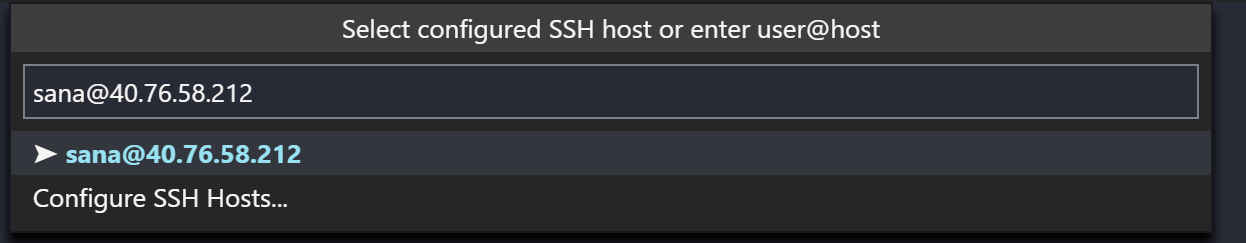 Select configured SSH host or enter user@host
sana@40.76.58.212
➤ sana@40.76.58.212
Configure SSH Hosts...